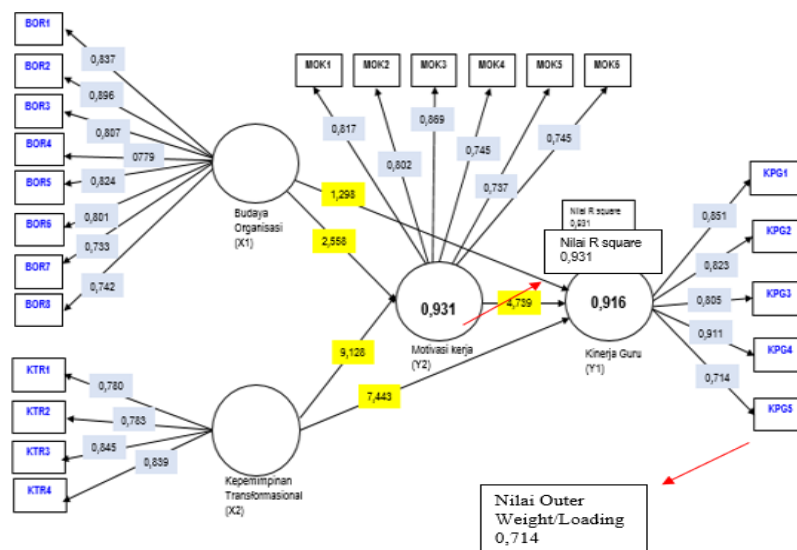 BOR1
BOR2
BOR3
BOR4
BOR5
BOR6
BOR7
BOR8
0,837
0,896
0,807
0779
0,824
0,801
0,733
0,742
Budaya
Organisasi
(X1)
MOK1
MOK2
MOK3
MOK4
MOK5
MOK6
0,817
0,802
0,869
0,745
0,737
0,745
1,298
2,558
Nilai R square
0,931
Nilai R square
0,931
0,931
Motivasi kerja
(Y2)
4,739
0,916
Kinerja Guru
(Y1)
KPG1
KPG2
KPG3
KPG4
KPG5
0,851
0,823
0,805
0,911
0,714
9,128
7,443
KTR1
KTR2
KTR3
KTR4
0,780
0,783
0,845
0,839
Kepemimpinan
Transformasional
(X2)
Nilai Outer
Weight/Loading
0,714